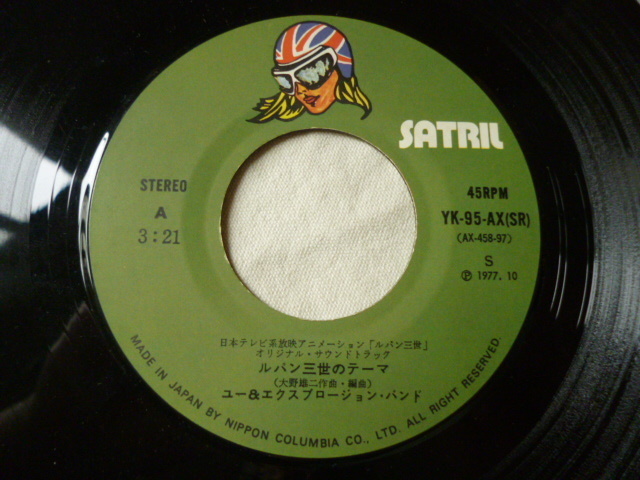 SATRIL
STEREO
A
3:21
45RPM
YK-95-AX(SR)
(AX-458-97)
S
Ⓟ 1977. 10
日本テレビ系放映アニメーション「ルパン三世」
オリジナル・サウンドトラック
ルパン三世のテーマ
(大野雄二作曲・編曲)
ユー&エクスプロージョン・バンド
MADE IN JAPAN BY NIPPON COLUMBIA CO., LTD. ALL RIGHT RESERVED.